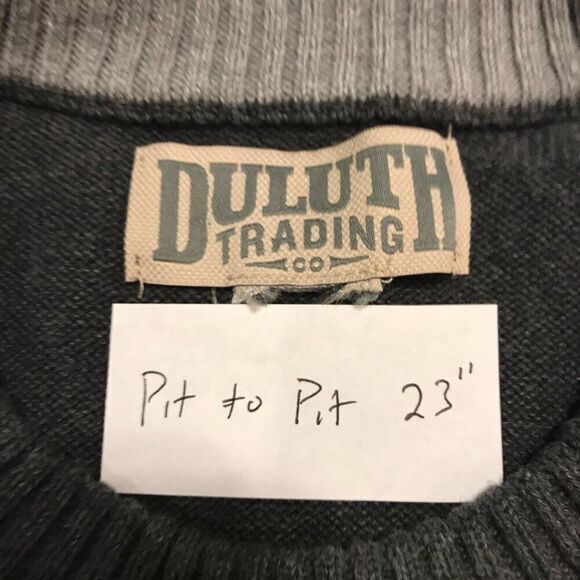 DULUTH
TRADING
CO
Pit to Pit 23"